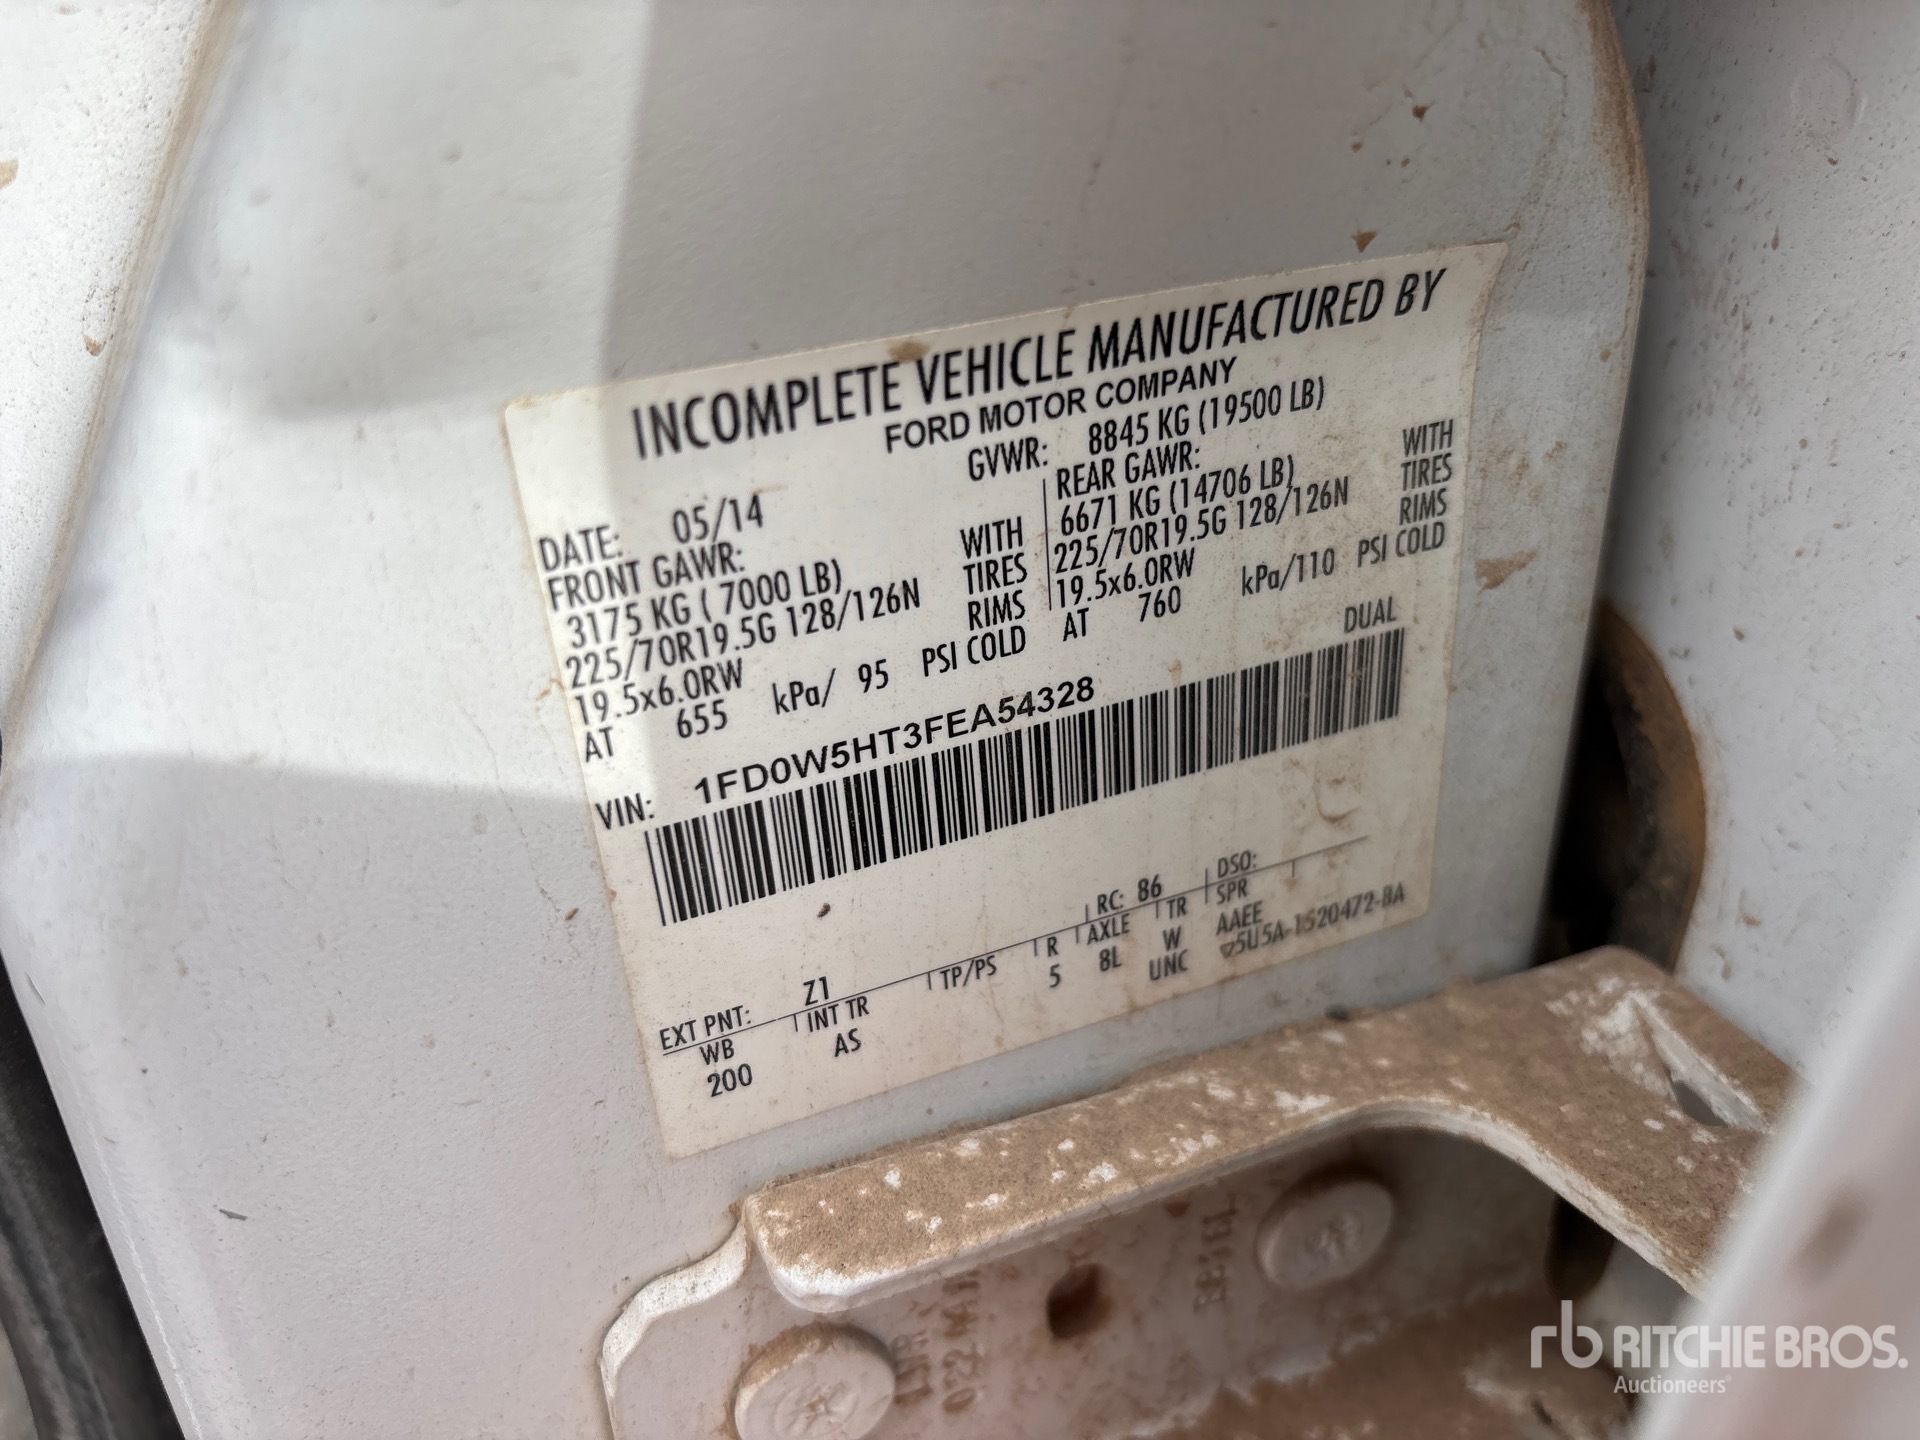 INCOMPLETE VEHICLE MANUFACTURED BY
FORD MOTOR COMPANY
DATE: 05/14
GVWR: 8845 KG (19500 LB)
FRONT GAWR:
3175 KG ( 7000 LB) WITH
225/70R19.5G 128/126N TIRES
19.5x6.0RW RIMS
AT 655 kPa/ 95 PSI COLD
REAR GAWR:
6671 KG (14706 LB) WITH
225/70R19.5G 128/126N TIRES
19.5x6.0RW RIMS
AT 760 kPa/110 PSI COLD
DUAL
VIN: 1FD0W5HT3FEA54328
EXT PNT: Z1 RC: 86 DSO:
WB INT TR TP/PS R AXLE TR SPR
200 AS 5 8L W AAEE
UNC ▽5U5A-1520472-BA
rb RITCHIE BROS.
Auctioneers